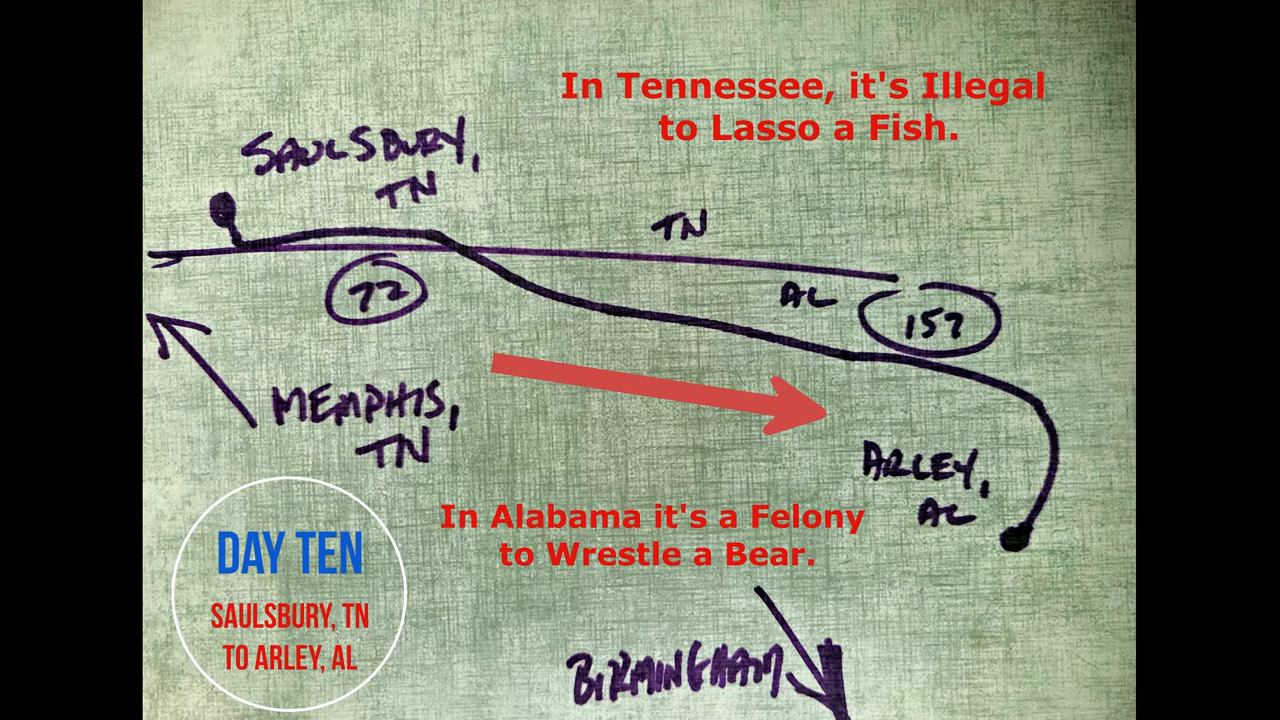 In Tennessee, it's Illegal
to Lasso a Fish.
SAULSBURY,
TN
TN
72
AL
157
MEMPHIS,
TN
ARLEY,
AL
In Alabama it's a Felony
to Wrestle a Bear.
DAY TEN
SAULSBURY, TN
TO ARLEY, AL
BIRMINGHAM